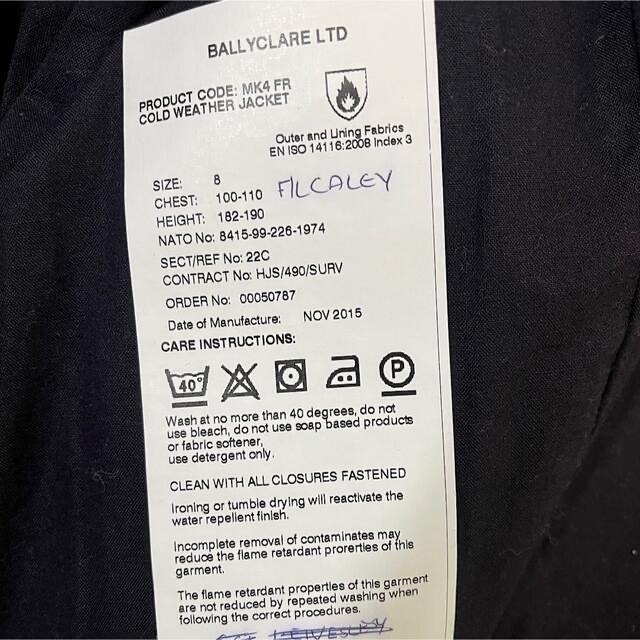 BALLYCLARE LTD
PRODUCT CODE: MK4 FR
COLD WEATHER JACKET
Outer and Lining Fabrics
EN ISO 14116:2008 Index 3
SIZE: 8
CHEST: 100-110
HEIGHT: 182-190
NATO No: 8415-99-226-1974
SECT/REF No: 22C
CONTRACT No: HJS/490/SURV
ORDER No: 00050787
Date of Manufacture: NOV 2015
CARE INSTRUCTIONS:
40°
P
Wash at no more than 40 degrees, do not
use bleach, do not use soap based products
or fabric softener,
use detergent only.
CLEAN WITH ALL CLOSURES FASTENED
Ironing or tumble drying will reactivate the
water repellent finish.
Incomplete removal of contaminates may
reduce the flame retardant prorerties of this
garment.
The flame retardant properties of this garment
are not reduced by repeated washing when
following the correct procedures.